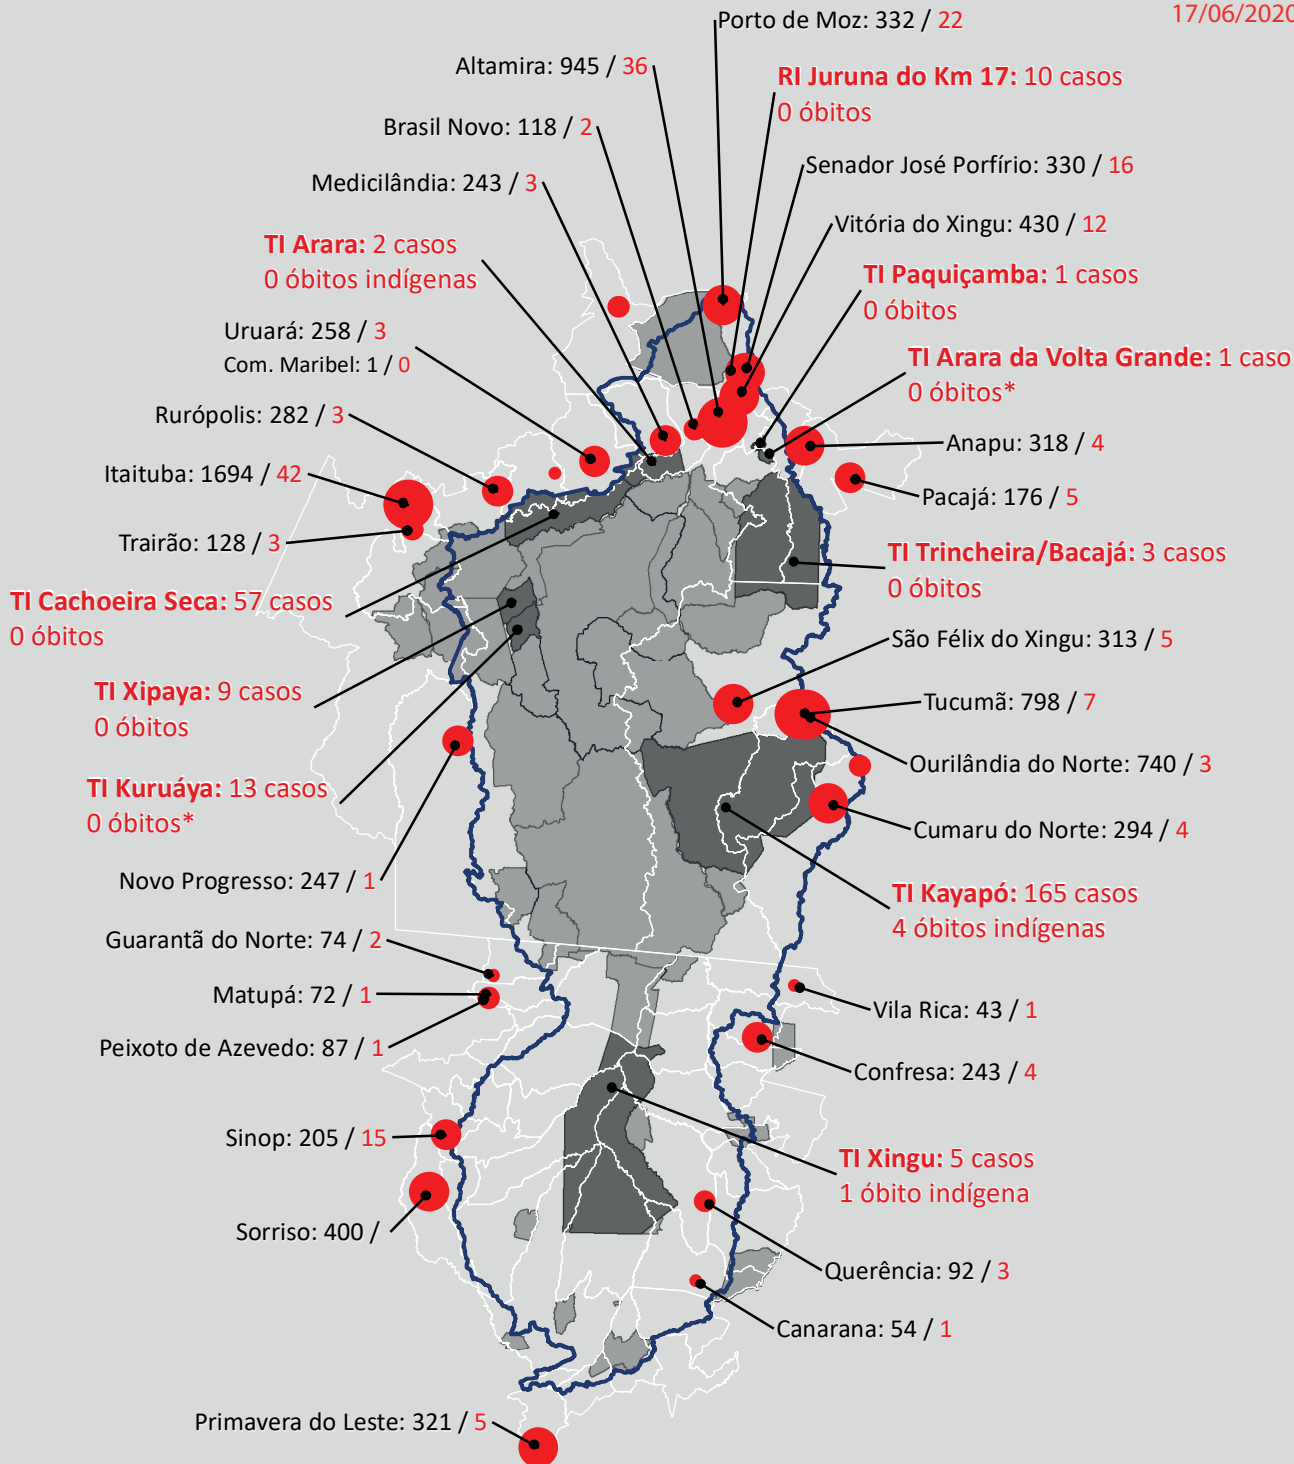 17/06/2020
Porto de Moz: 332 / 22
Altamira: 945 / 36
RI Juruna do Km 17: 10 casos
0 óbitos
Brasil Novo: 118 / 2
Senador José Porfírio: 330 / 16
Medicilândia: 243 / 3
Vitória do Xingu: 430 / 12
TI Arara: 2 casos
0 óbitos indígenas
TI Paquiçamba: 1 casos
0 óbitos
Uruará: 258 / 3
Com. Maribel: 1 / 0
TI Arara da Volta Grande: 1 caso
0 óbitos*
Rurópolis: 282 / 3
Anapu: 318 / 4
Itaituba: 1694 / 42
Pacajá: 176 / 5
Trairão: 128 / 3
TI Trincheira/Bacajá: 3 casos
0 óbitos
TI Cachoeira Seca: 57 casos
0 óbitos
São Félix do Xingu: 313 / 5
TI Xipaya: 9 casos
0 óbitos
Tucumã: 798 / 7
Ourilândia do Norte: 740 / 3
TI Kuruáya: 13 casos
0 óbitos*
Cumaru do Norte: 294 / 4
Novo Progresso: 247 / 1
TI Kayapó: 165 casos
4 óbitos indígenas
Guarantã do Norte: 74 / 2
Matupá: 72 / 1
Vila Rica: 43 / 1
Peixoto de Azevedo: 87 / 1
Confresa: 243 / 4
Sinop: 205 / 15
TI Xingu: 5 casos
1 óbito indígena
Sorriso: 400 /
Querência: 92 / 3
Canarana: 54 / 1
Primavera do Leste: 321 / 5